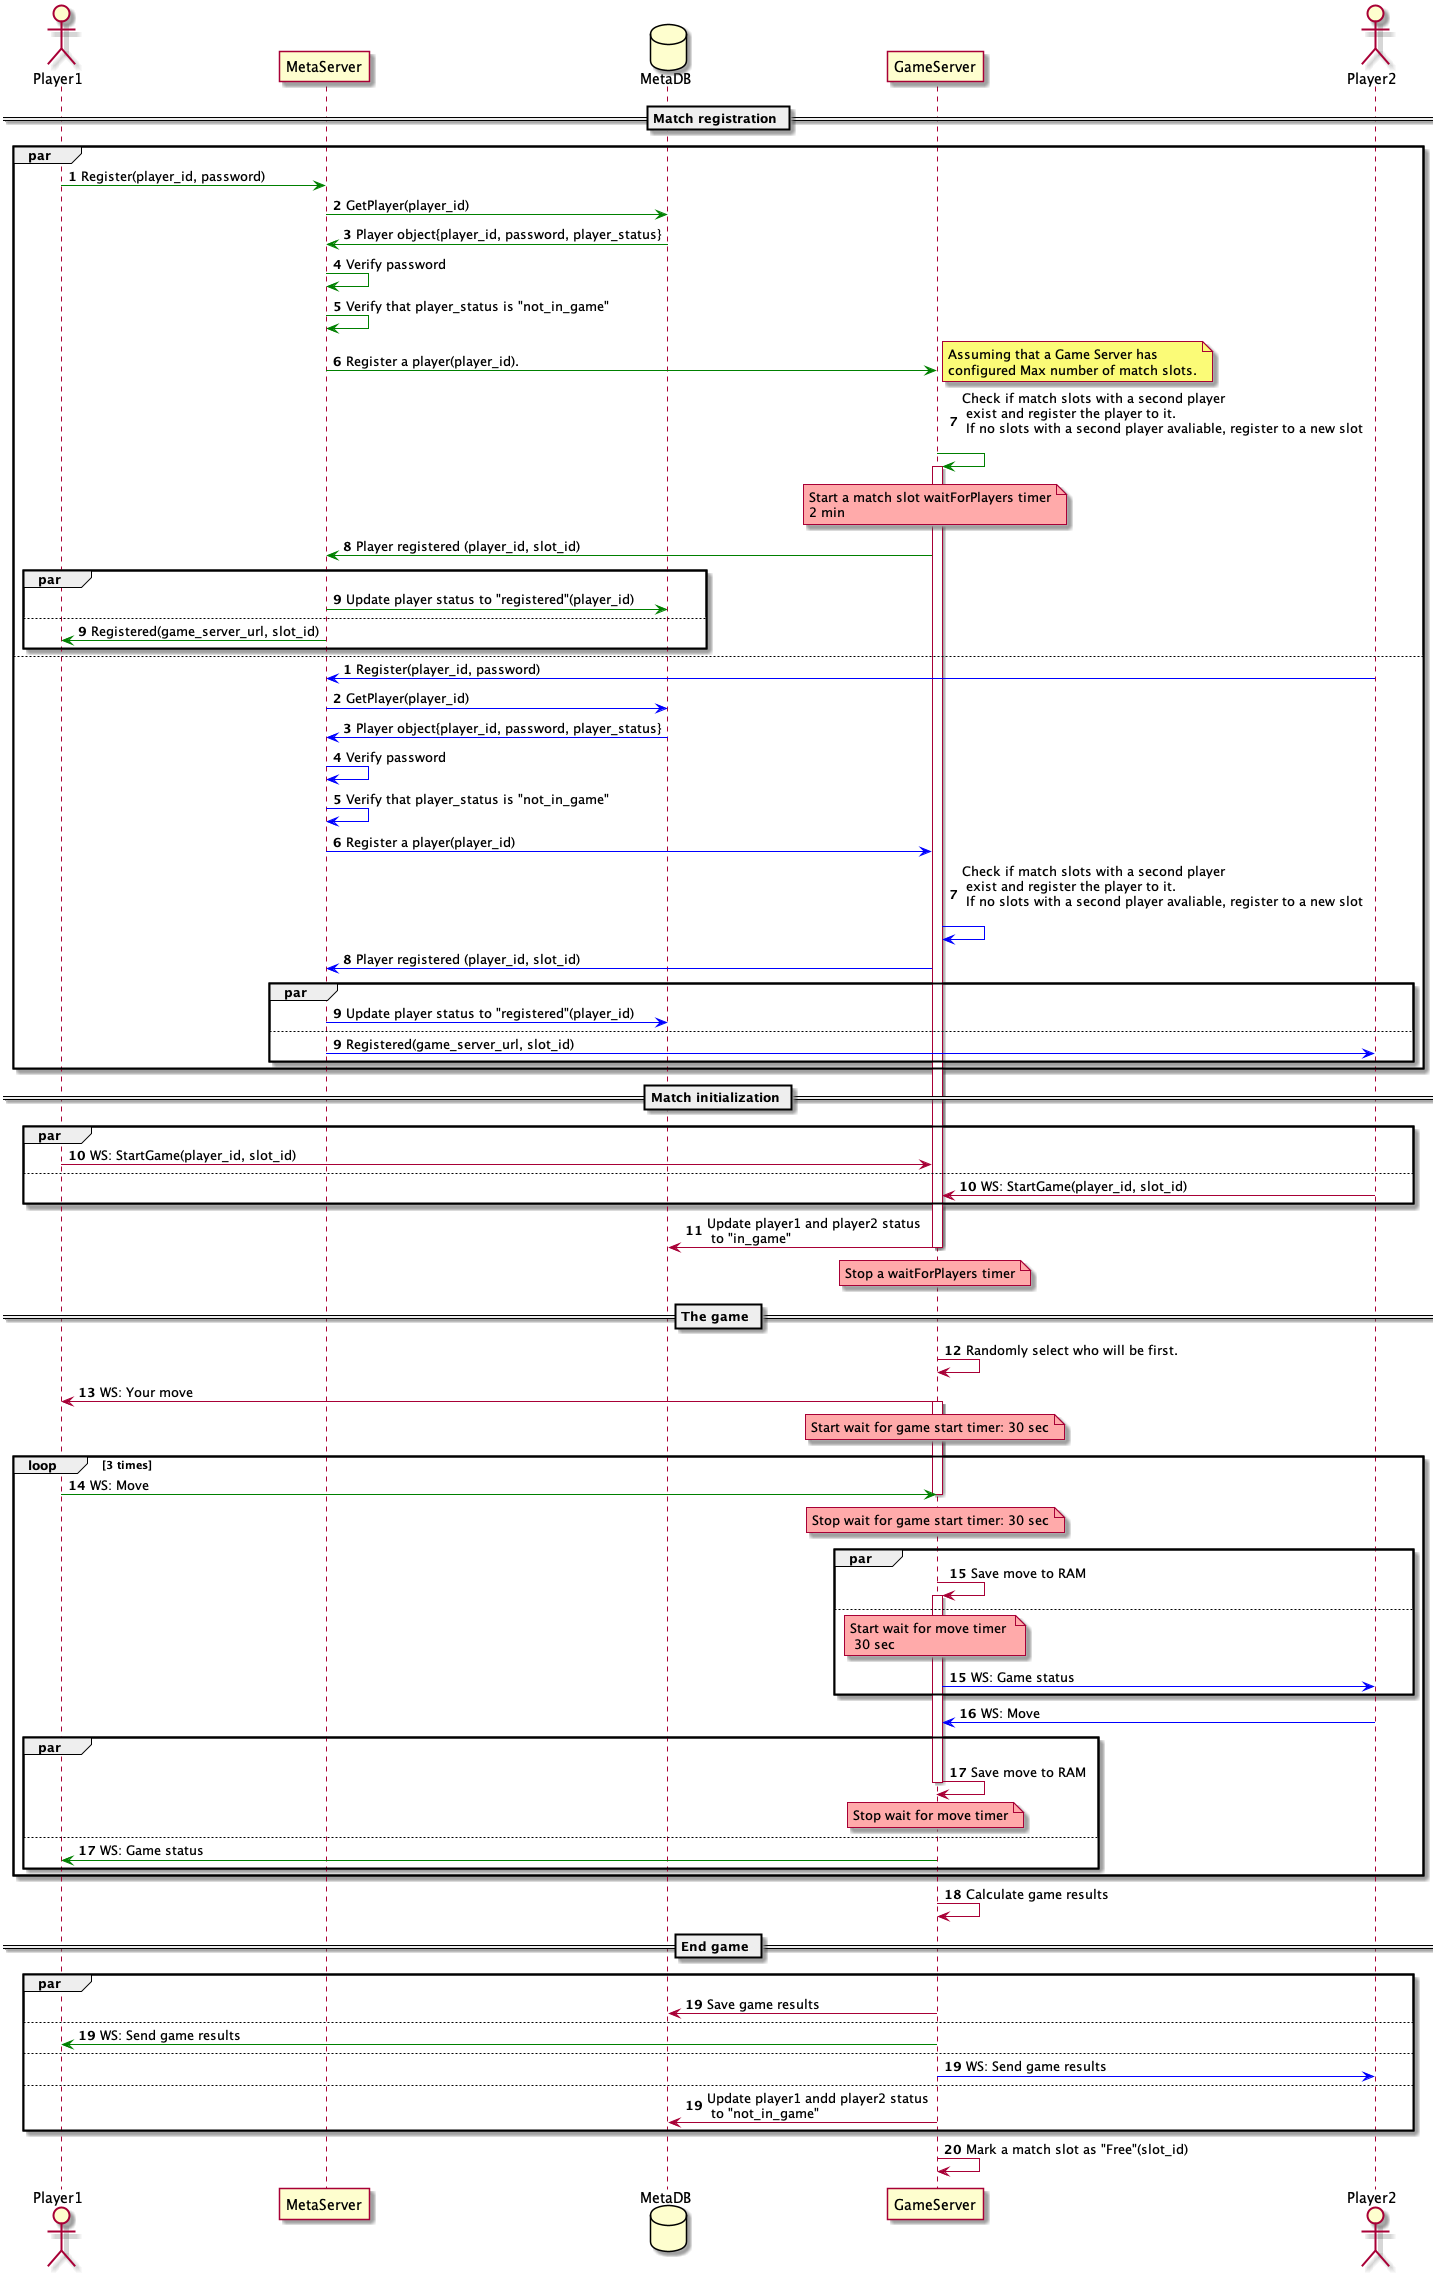 Player1
MetaServer
MetaDB
GameServer
Player2
Match registration
par
1 Register(player_id, password)
2 GetPlayer(player_id)
3 Player object{player_id, password, player_status}
4 Verify password
5 Verify that player_status is "not_in_game"
6 Register a player(player_id).
Assuming that a Game Server has
configured Max number of match slots.
Check if match slots with a second player
7 exist and register the player to it.
If no slots with a second player avaliable, register to a new slot
Start a match slot waitForPlayers timer
2 min
8 Player registered (player_id, slot_id)
par
9 Update player status to "registered"(player_id)
9 Registered(game_server_url, slot_id)
1 Register(player_id, password)
2 GetPlayer(player_id)
3 Player object{player_id, password, player_status}
4 Verify password
5 Verify that player_status is "not_in_game"
6 Register a player(player_id)
Check if match slots with a second player
7 exist and register the player to it.
If no slots with a second player avaliable, register to a new slot
8 Player registered (player_id, slot_id)
par
9 Update player status to "registered"(player_id)
9 Registered(game_server_url, slot_id)
Match initialization
par
10 WS: StartGame(player_id, slot_id)
10 WS: StartGame(player_id, slot_id)
11 Update player1 and player2 status
to "in_game"
Stop a waitForPlayers timer
The game
12 Randomly select who will be first.
13 WS: Your move
Start wait for game start timer: 30 sec
loop [3 times]
14 WS: Move
Stop wait for game start timer: 30 sec
par
15 Save move to RAM
Start wait for move timer
30 sec
15 WS: Game status
16 WS: Move
par
17 Save move to RAM
Stop wait for move timer
17 WS: Game status
18 Calculate game results
End game
par
19 Save game results
19 WS: Send game results
19 WS: Send game results
19 Update player1 andd player2 status
to "not_in_game"
20 Mark a match slot as "Free"(slot_id)
Player1
MetaServer
MetaDB
GameServer
Player2